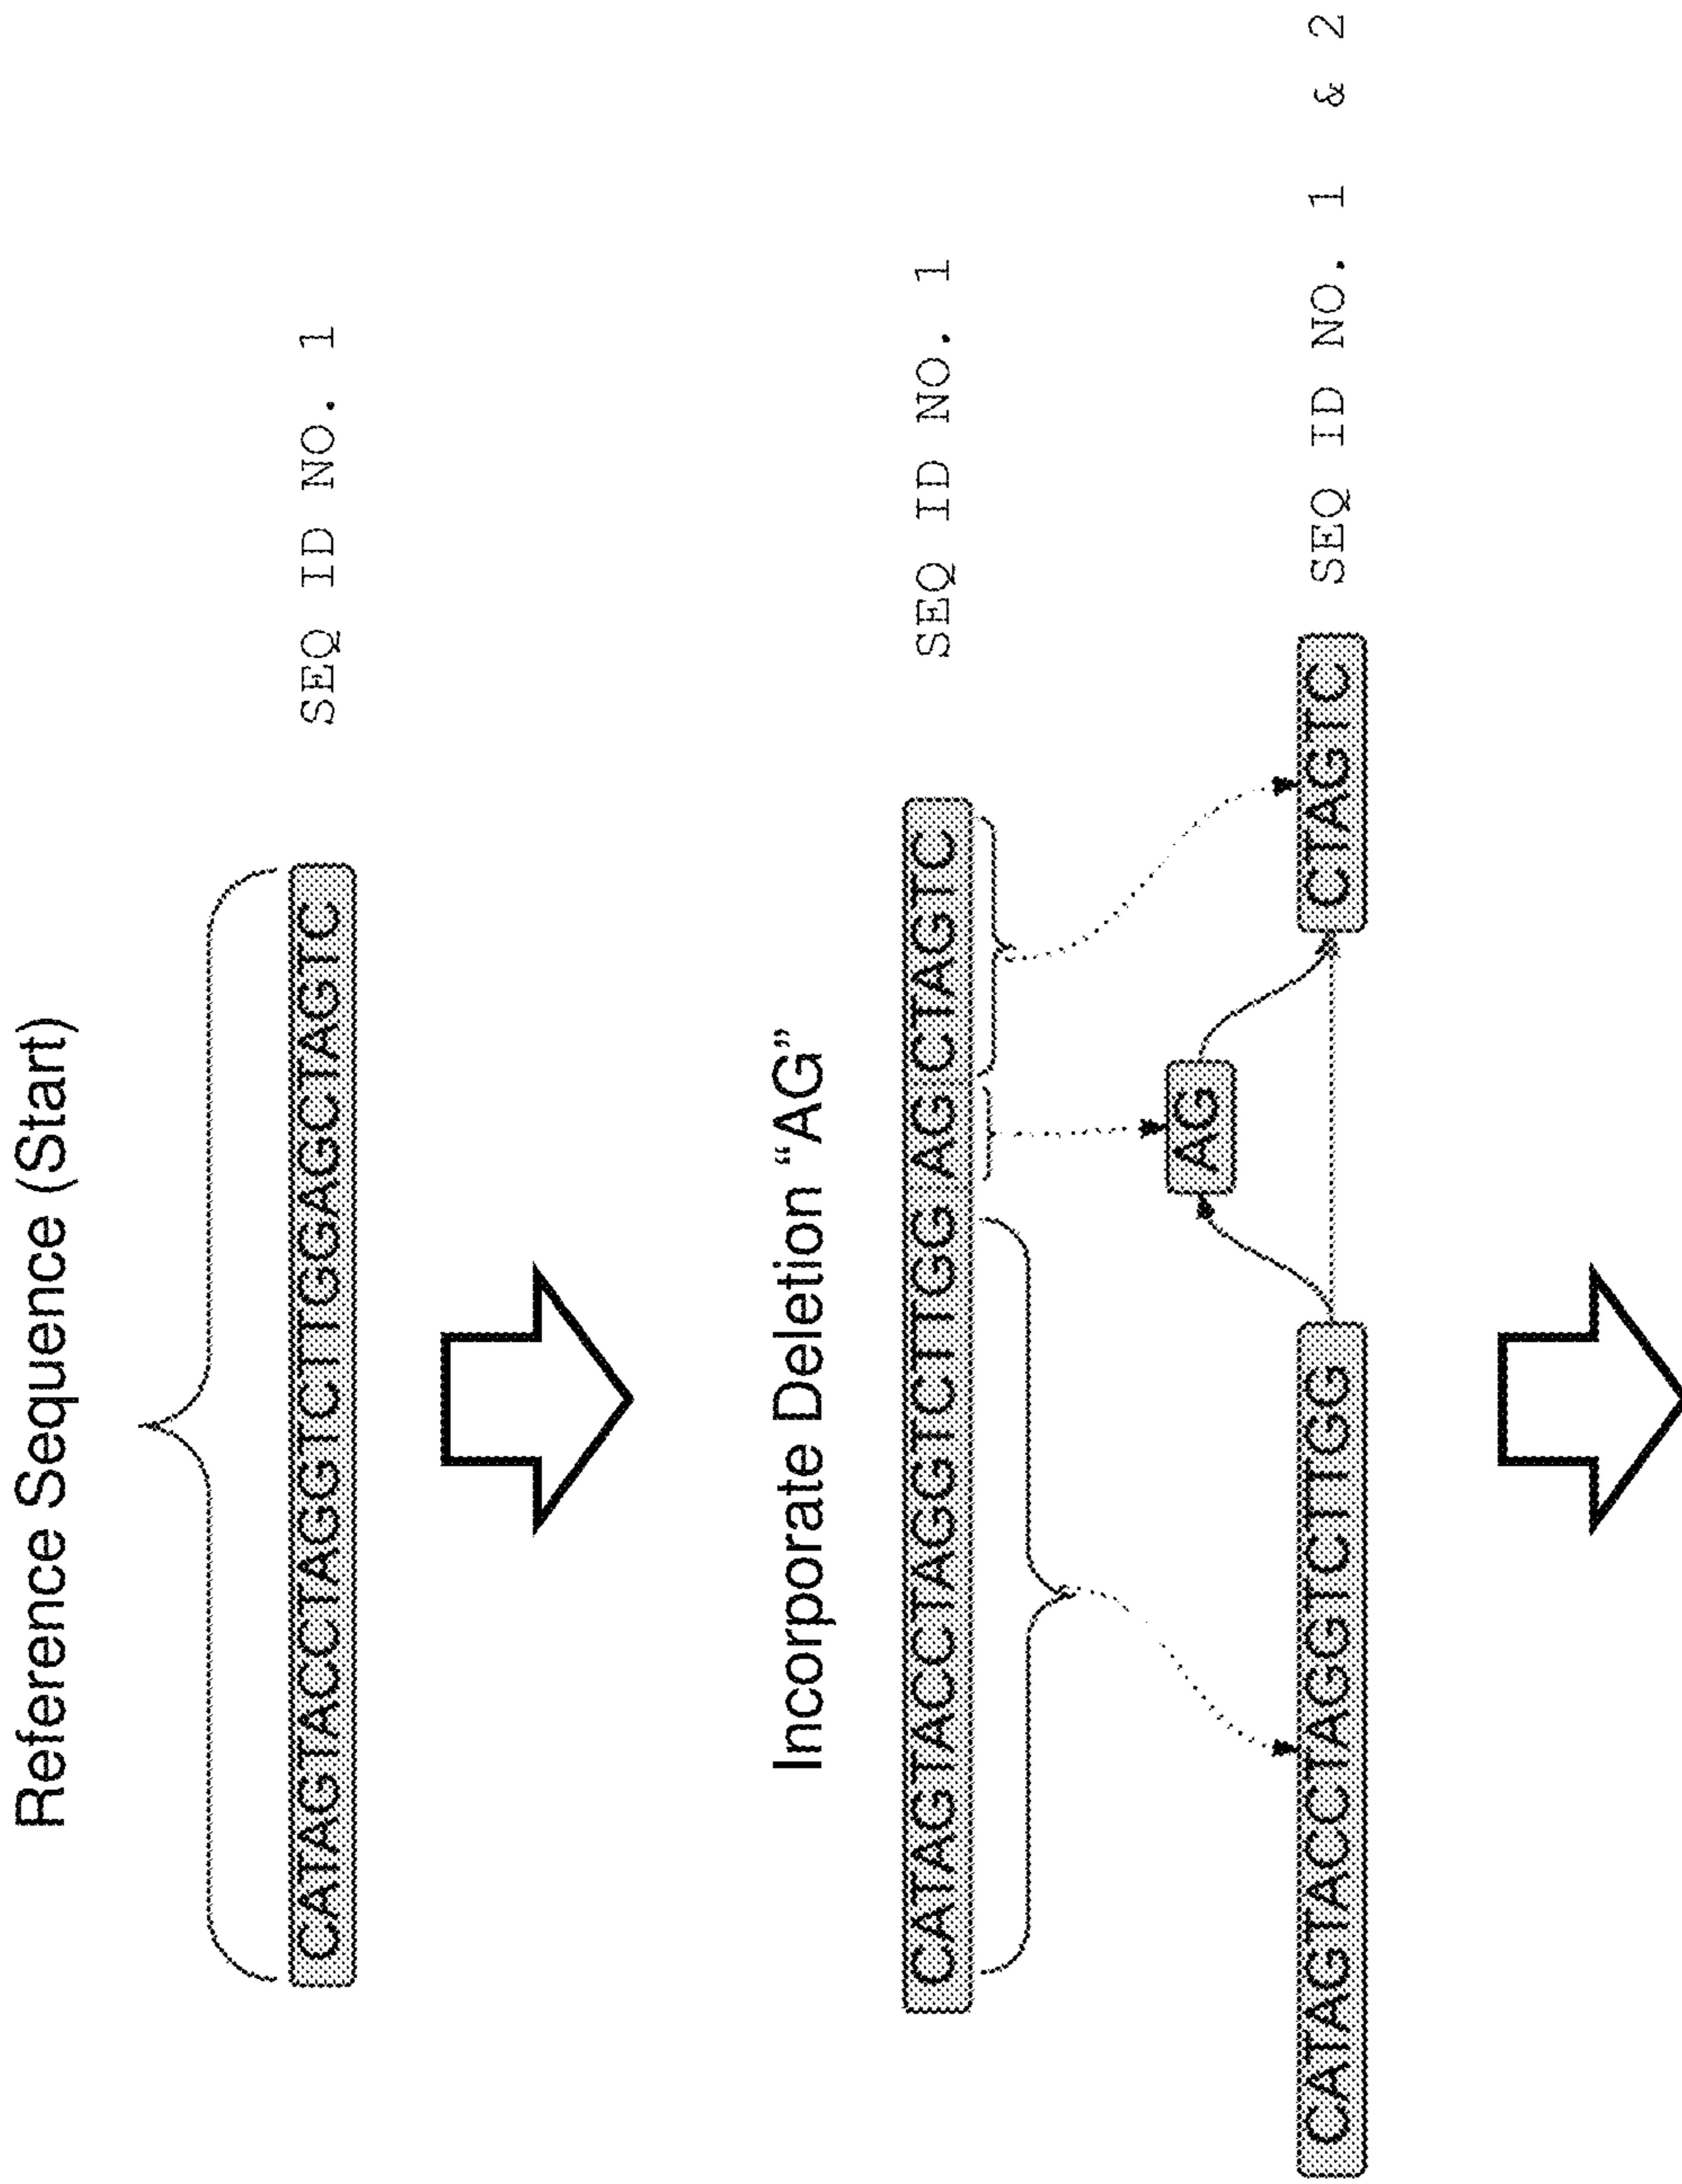 Reference Sequence (Start)
CATAGTACCTAGGTCTTGGAGCTAGTC SEQ ID NO. 1
Incorporate Deletion “AG”
CATAGTACCTAGGTCTTGG AG CTAGTC SEQ ID NO. 1
AG
CATAGTACCTAGGTCTTGG CTAGTC SEQ ID NO. 1 & 2